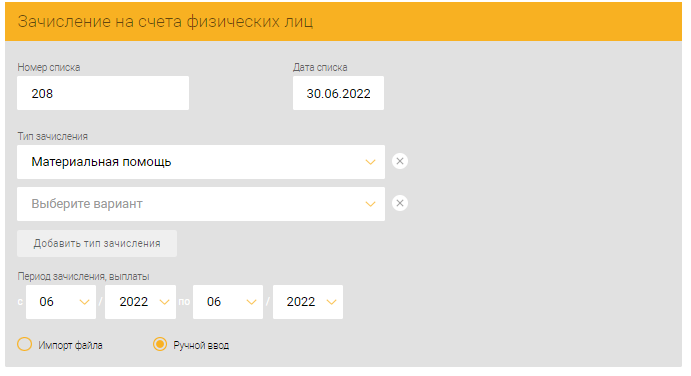 Зачисление на счета физических лиц
Номер списка Дата списка
208 30.06.2022
Тип зачисления
Материальная помощь
Выберите вариант
Добавить тип зачисления
Период зачисления, выплаты
с 06 / 2022 по 06 / 2022
Импорт файла Ручной ввод